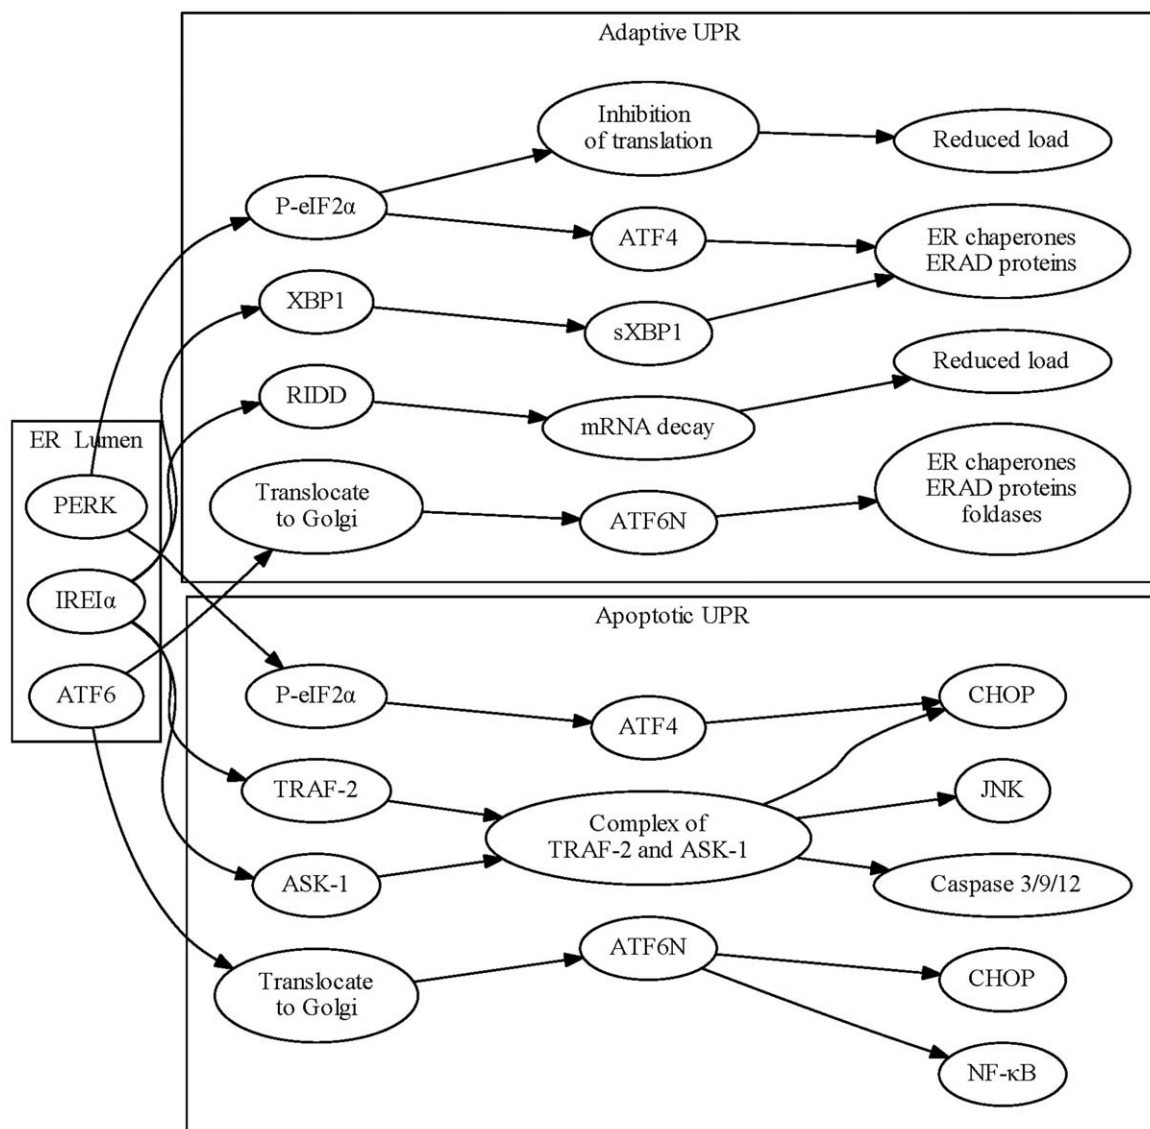 Adaptive UPR
Inhibition
of translation
Reduced load
P-eIF2α
ATF4
ER chaperones
ERAD proteins
XBP1
sXBP1
Reduced load
RIDD
mRNA decay
ER Lumen
PERK
Translocate
to Golgi
ATF6N
ER chaperones
ERAD proteins
foldases
IREIα
ATF6
Apoptotic UPR
P-eIF2α
ATF4
CHOP
TRAF-2
Complex of
TRAF-2 and ASK-1
JNK
ASK-1
Caspase 3/9/12
Translocate
to Golgi
ATF6N
CHOP
NF-κB